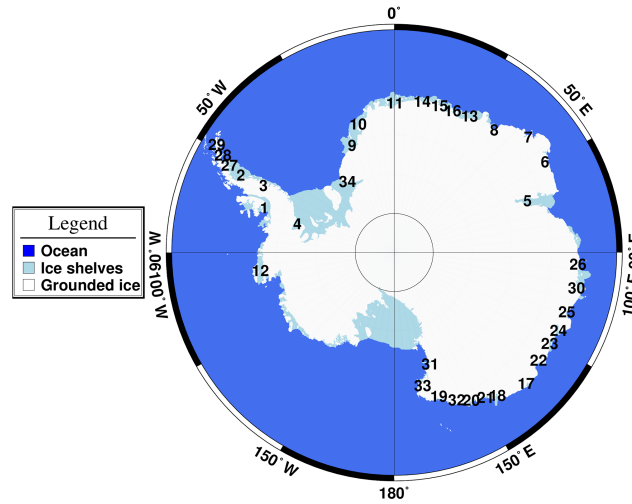 0° 
50° W
50° E
11 14 15 16 13
10 8 7
9 6
29
28
27
2 3 34
1 5
4
90° W
90° E
12 26
100° W
30 100° E
25
24
23
31 22
33 17
19 32 20 21 18
150° W
150° E
180°
Legend
Ocean
Ice shelves
Grounded ice